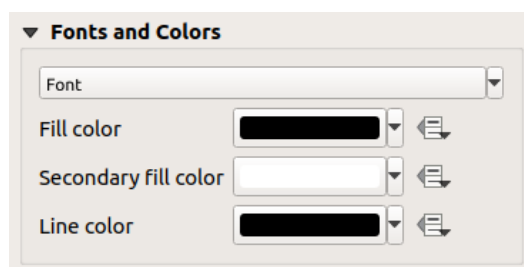 Fonts and Colors
Font
Fill color
Secondary fill color
Line color